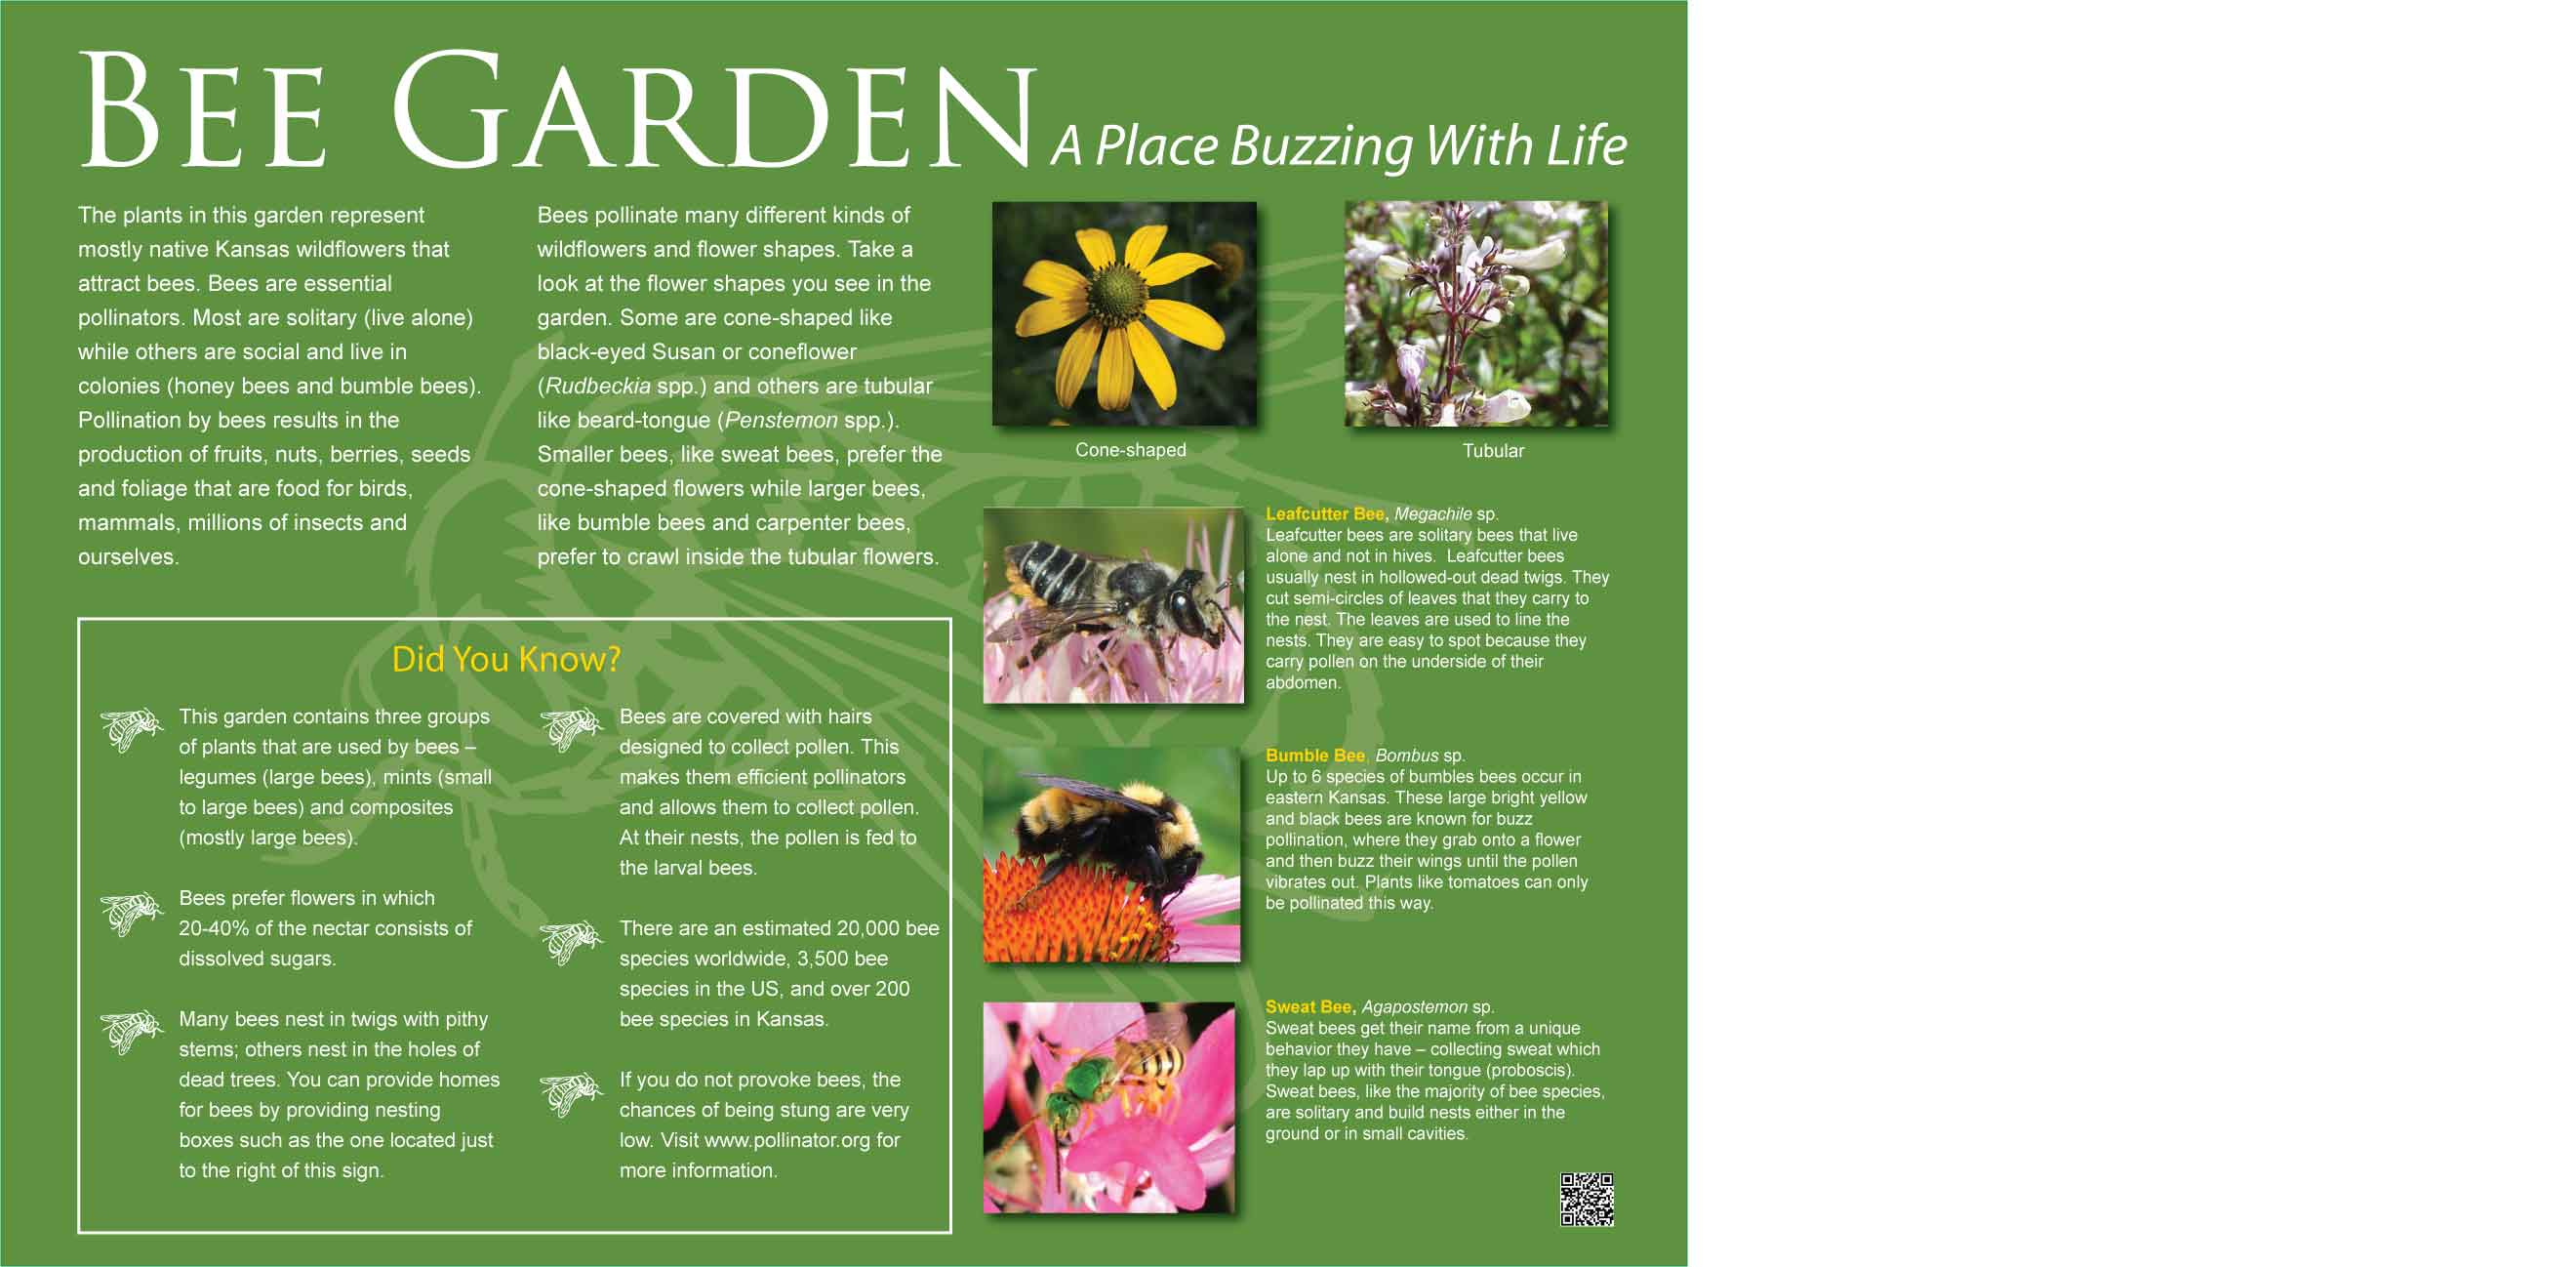 BEE GARDEN A Place Buzzing With Life
The plants in this garden represent
mostly native Kansas wildflowers that
attract bees. Bees are essential
pollinators. Most are solitary (live alone)
while others are social and live in
colonies (honey bees and bumble bees).
Pollination by bees results in the
production of fruits, nuts, berries, seeds
and foliage that are food for birds,
mammals, millions of insects and
ourselves.
Bees pollinate many different kinds of
wildflowers and flower shapes. Take a
look at the flower shapes you see in the
garden. Some are cone-shaped like
black-eyed Susan or coneflower
(Rudbeckia spp.) and others are tubular
like beard-tongue (Penstemon spp.).
Smaller bees, like sweat bees, prefer the
cone-shaped flowers while larger bees,
like bumble bees and carpenter bees,
prefer to crawl inside the tubular flowers.
Cone-shaped
Tubular
Did You Know?
This garden contains three groups
of plants that are used by bees –
legumes (large bees), mints (small
to large bees) and composites
(mostly large bees).
Bees prefer flowers in which
20-40% of the nectar consists of
dissolved sugars.
Many bees nest in twigs with pithy
stems; others nest in the holes of
dead trees. You can provide homes
for bees by providing nesting
boxes such as the one located just
to the right of this sign.
Bees are covered with hairs
designed to collect pollen. This
makes them efficient pollinators
and allows them to collect pollen.
At their nests, the pollen is fed to
the larval bees.
There are an estimated 20,000 bee
species worldwide, 3,500 bee
species in the US, and over 200
bee species in Kansas.
If you do not provoke bees, the
chances of being stung are very
low. Visit www.pollinator.org for
more information.
Leafcutter Bee, Megachile sp.
Leafcutter bees are solitary bees that live
alone and not in hives. Leafcutter bees
usually nest in hollowed-out dead twigs. They
cut semi-circles of leaves that they carry to
the nest. The leaves are used to line the
nests. They are easy to spot because they
carry pollen on the underside of their
abdomen.
Bumble Bee, Bombus sp.
Up to 6 species of bumbles bees occur in
eastern Kansas. These large bright yellow
and black bees are known for buzz
pollination, where they grab onto a flower
and then buzz their wings until the pollen
vibrates out. Plants like tomatoes can only
be pollinated this way.
Sweat Bee, Agapostemon sp.
Sweat bees get their name from a unique
behavior they have – collecting sweat which
they lap up with their tongue (proboscis).
Sweat bees, like the majority of bee species,
are solitary and build nests either in the
ground or in small cavities.